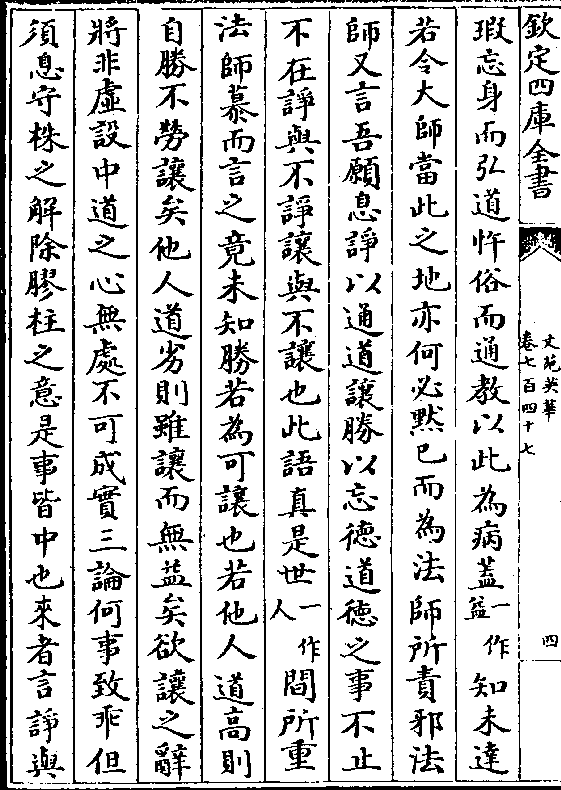 欽定四庫全書
文苑英華
卷七百四十七
四
瑕忘身而弘道忤俗而通教以此為病蓋一作益知未達
若令大師當此之地亦何必黙已而為法師所責邪法
師又言吾願息諍以通道讓勝以忘德道徳之事不止
不在諍與不諍讓與不讓也此語真是世一作人間所重
法師慕而言之竟未知勝若為可讓也若他人道高則
自勝不勞讓矣他人道劣則雖讓而無益矣欲讓之辭
將非虛設中道之心無處不可成實三論何事致乖但
須息守株之解除膠柱之意是事皆中也來者言諍與